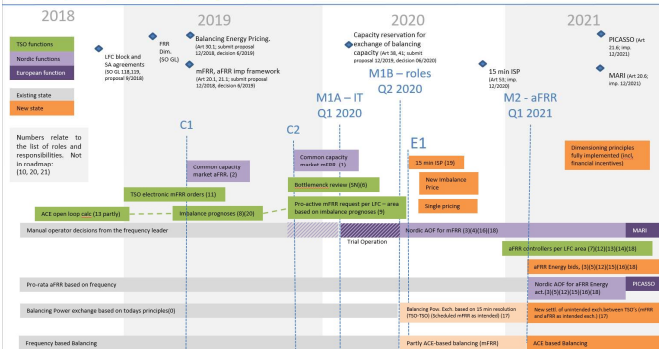 2018
2019
2020
2021
TSO functions
Nordic functions
European function
Existing state
New state
Numbers relate
to the list of roles
and responsibilities. Not
in roadmap:
(10, 20, 21)
LFC block and
SA agreements
(SO GL 118,119,
proposal 9/2018)
FRR
Dim.
(SO GL)
Balancing Energy Pricing.
(Art 30.1; submit proposal
12/2018, decision 6/2019)
mFRR, aFRR Imp framework
(Art 20.1, 21.1; submit proposal
12/2018, decision 6/2019)
Capacity reservation for
exchange of balancing
capacity (Art 38, 41; submit
proposal 12/2019, decision 06/2020)
15 min ISP
(Art 53; imp.
12/2020)
PICASSO (Art
21.6; imp.
12/2021)
MARI (Art 20.6;
imp. 12/2021)
C1
C2
M1A – IT
Q1 2020
M1B – roles
Q2 2020
E1
M2 - aFRR
Q1 2021
Common capacity
market aFRR. (2)
Common capacity
market mFRR. (1)
15 min ISP (19)
New Imbalance
Price
Single pricing
Dimensioning principles
fully implemented (incl.
financial incentives)
TSO electronic mFRR orders (11)
Bottleneck review (SN)(6)
ACE open loop calc (13 partly)
Imbalance prognoses (8)(20)
Pro-active mFRR request per LFC – area
based on imbalance prognoses (9)
Manual operator decisions from the frequency leader
Trial Operation
Nordic AOF for mFRR (3)(4)(16)(18)
MARI
aFRR controllers per LFC area (7)(12)(13)(14)(18)
aFRR Energy bids, (3)(5)(12)(15)(16)(18)
Pro-rata aFRR based on frequency
Nordic AOF for aFRR Energy
act.(3)(5)(12)(15)(16)(18)
PICASSO
Balancing Power exchange based on todays principles(0)
Balancing Pow. Exch. based on 15 min resolution
(TSO-TSO) (Scheduled mFRR as intended) (17)
New settl. of unintended exch between TSO's (mFRR
and aFRR as intended exch.) (17)
Frequency based Balancing
Partly ACE-based balancing (mFRR)
ACE based Balancing